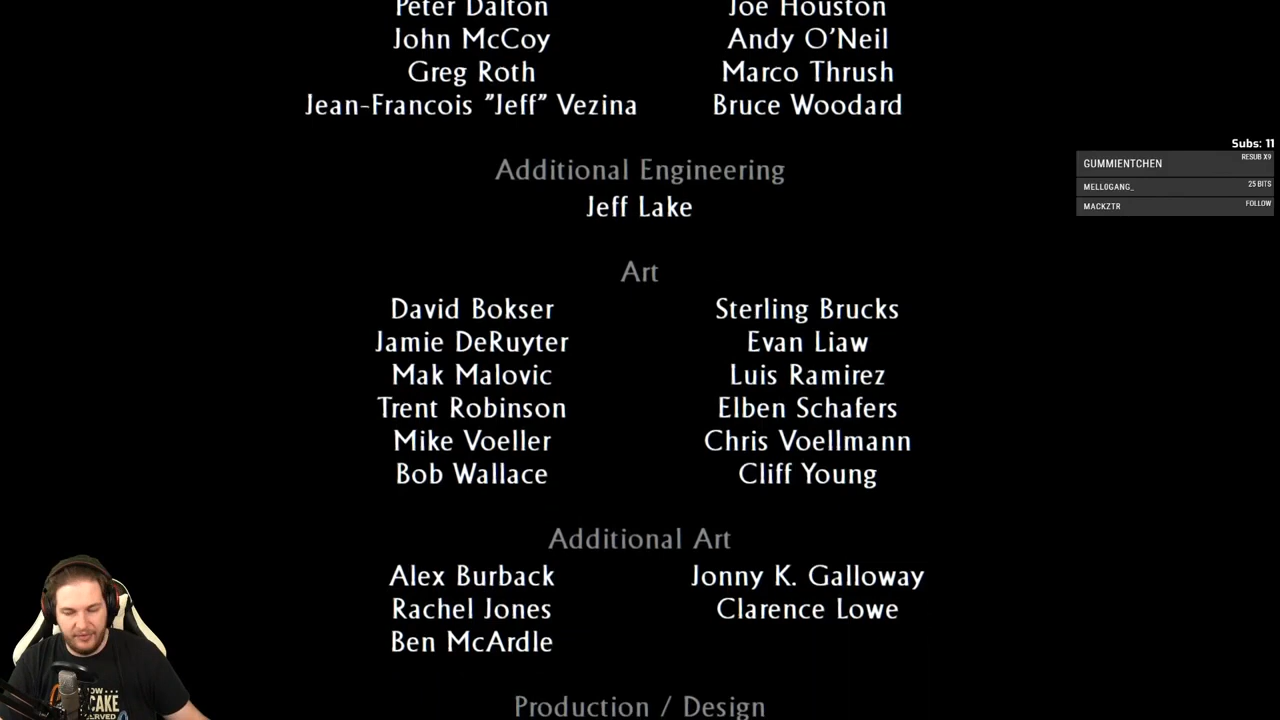 Peter Dalton Joe Houston
John McCoy Andy O'Neil
Greg Roth Marco Thrush
Jean-Francois "Jeff" Vezina Bruce Woodard
Subs: 11
GUMMIENTCHEN RESUB X9
MELL0GANG_ 25 BITS
MACKZTR FOLLOW
Additional Engineering
Jeff Lake
Art
David Bokser Sterling Brucks
Jamie DeRuyter Evan Liaw
Mak Malovic Luis Ramirez
Trent Robinson Elben Schafers
Mike Voeller Chris Voellmann
Bob Wallace Cliff Young
Additional Art
Alex Burback Jonny K. Galloway
Rachel Jones Clarence Lowe
Ben McArdle
Production / Design
CAKE